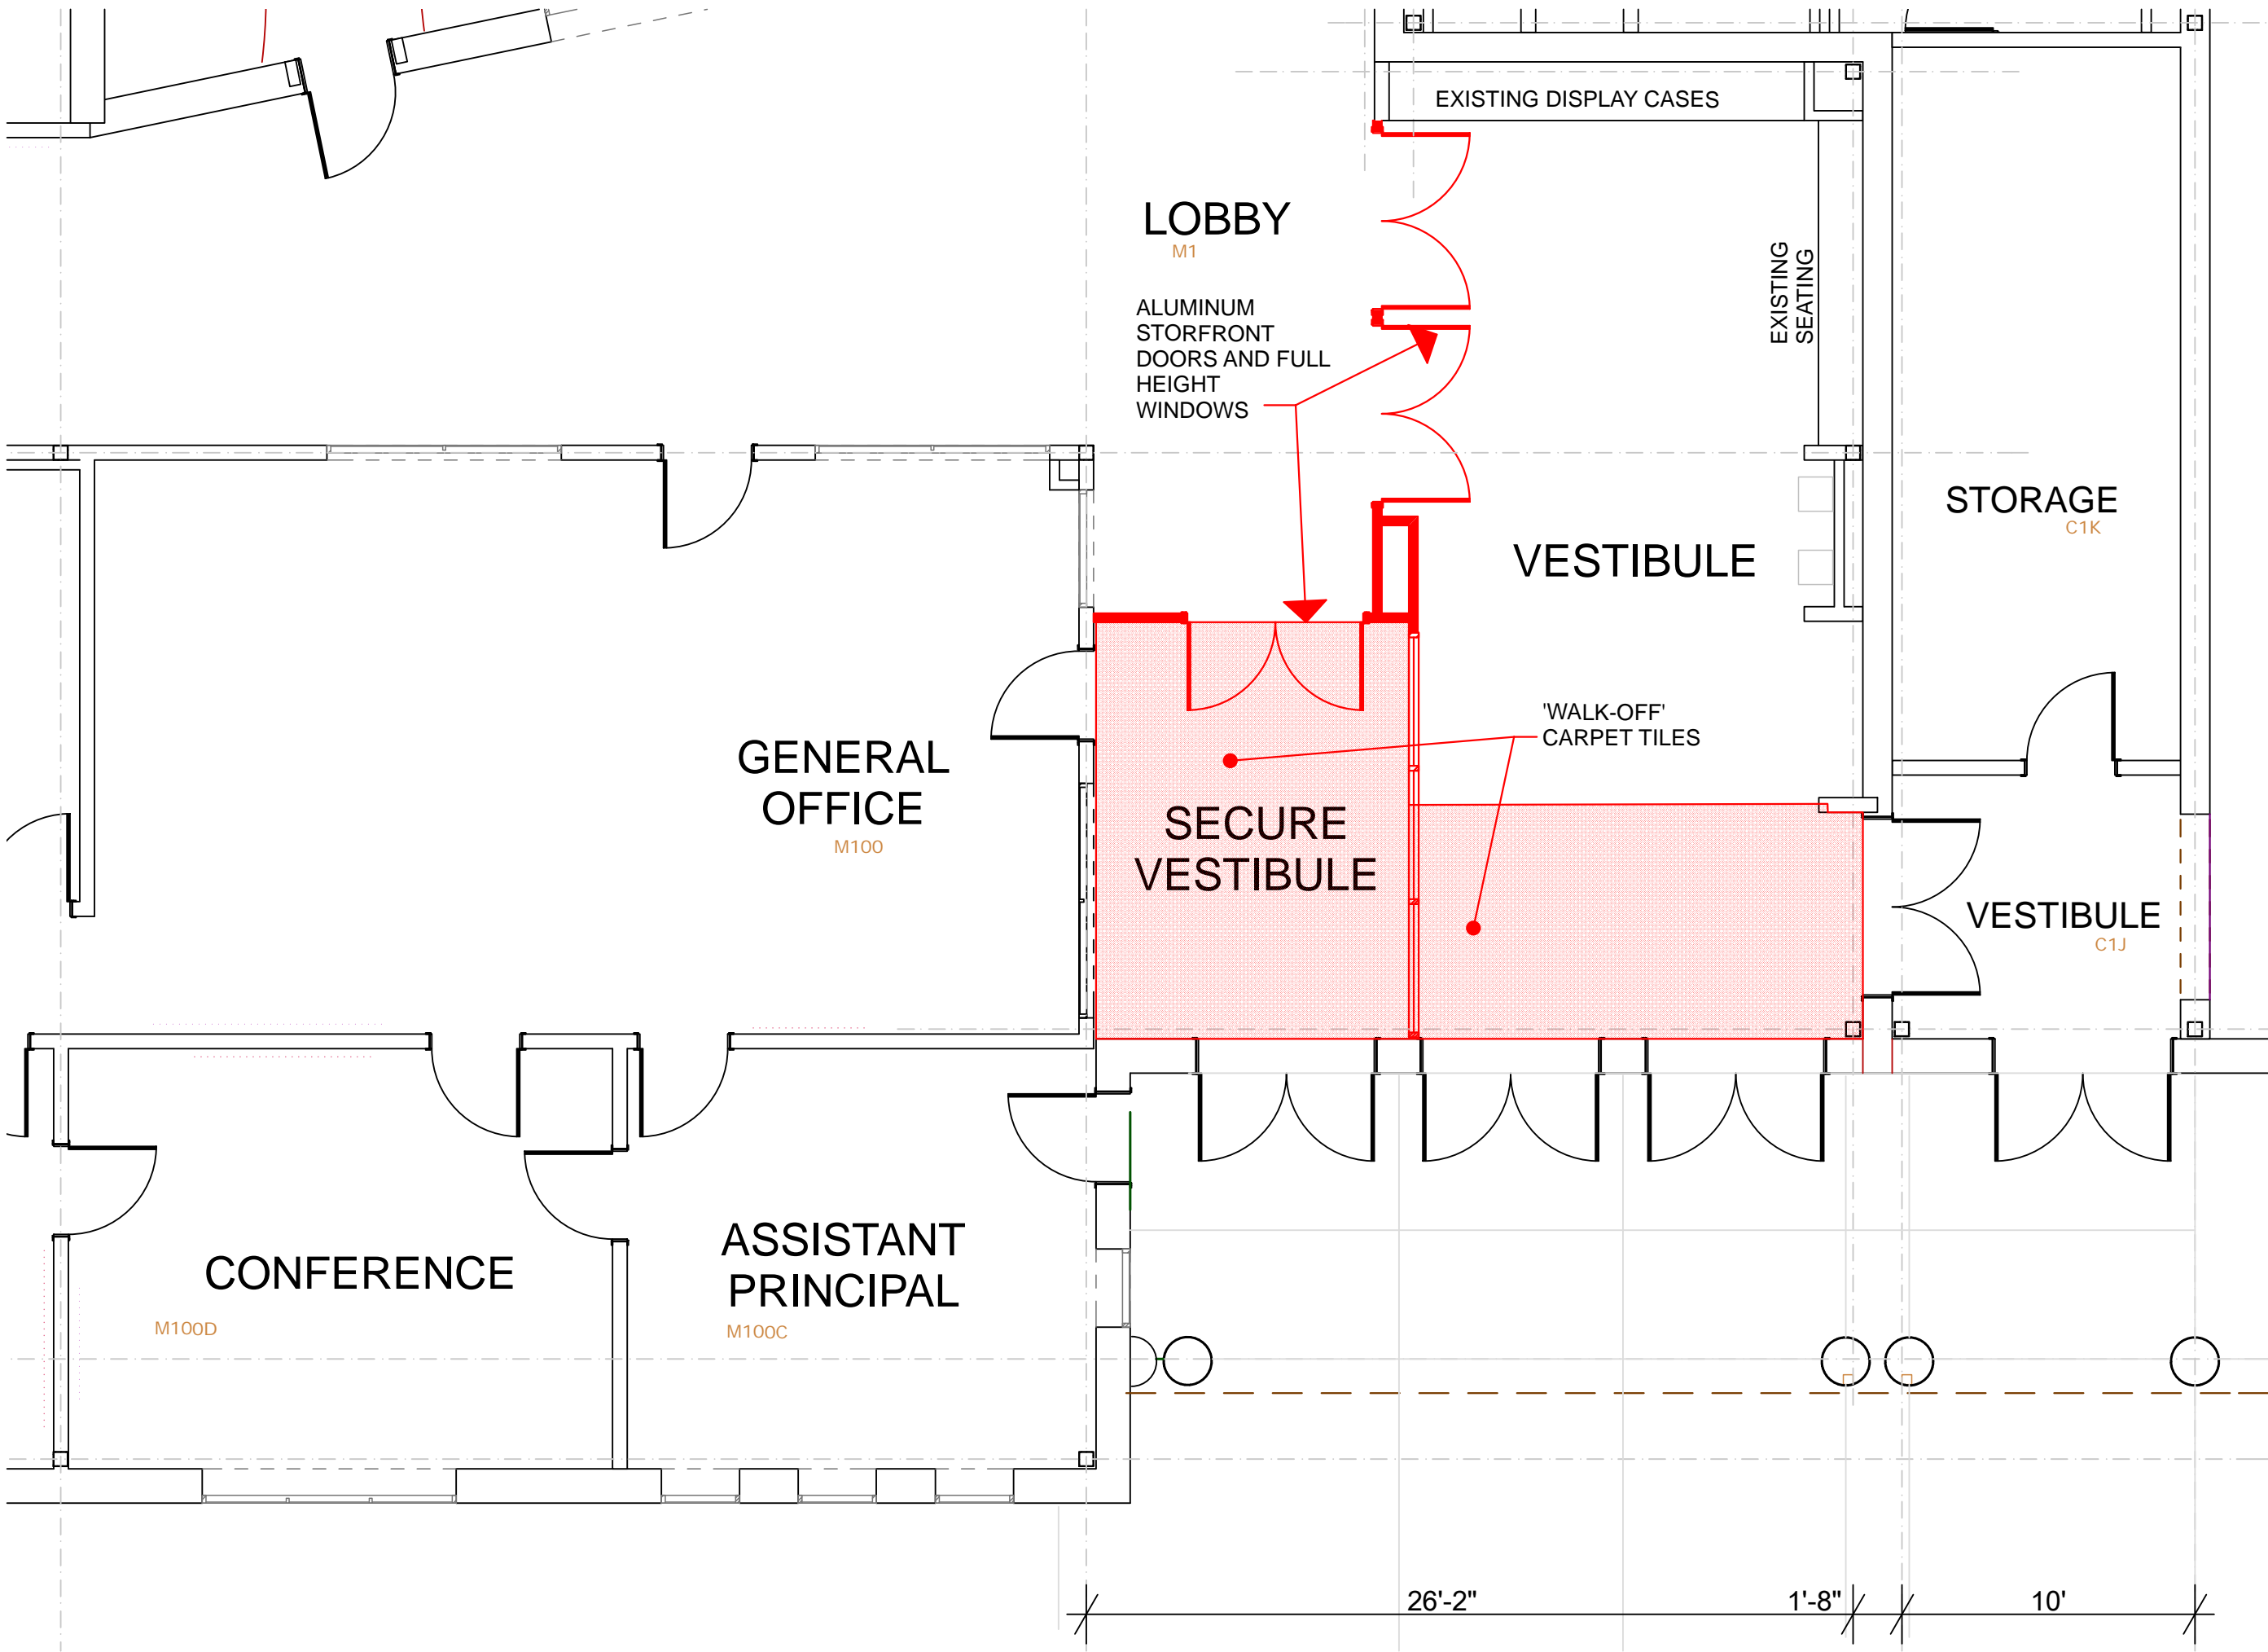 EXISTING DISPLAY CASES
LOBBY
M1
ALUMINUM
STORFRONT
DOORS AND FULL
HEIGHT
WINDOWS
EXISTING
SEATING
STORAGE
C1K
VESTIBULE
'WALK-OFF'
CARPET TILES
GENERAL
OFFICE
M100
SECURE
VESTIBULE
VESTIBULE
C1J
CONFERENCE
M100D
ASSISTANT
PRINCIPAL
M100C
26'-2"
1'-8"
10'